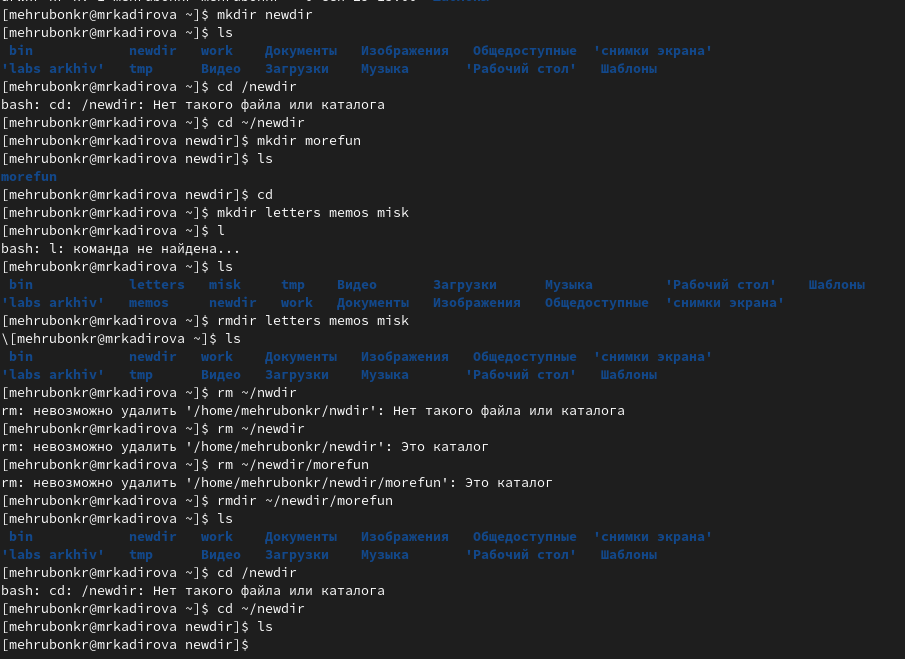 [mehrubonkr@mrkadirova ~]$ mkdir newdir
[mehrubonkr@mrkadirova ~]$ ls
bin newdir work Документы Изображения Общедоступные 'снимки экрана'
'labs arkhiv' tmp Видео Загрузки Музыка 'Рабочий стол' Шаблоны
[mehrubonkr@mrkadirova ~]$ cd /newdir
bash: cd: /newdir: Нет такого файла или каталога
[mehrubonkr@mrkadirova ~]$ cd ~/newdir
[mehrubonkr@mrkadirova newdir]$ mkdir morefun
[mehrubonkr@mrkadirova newdir]$ ls
morefun
[mehrubonkr@mrkadirova newdir]$ cd
[mehrubonkr@mrkadirova ~]$ mkdir letters memos misk
[mehrubonkr@mrkadirova ~]$ l
bash: l: команда не найдена...
[mehrubonkr@mrkadirova ~]$ ls
bin letters misk tmp Видео Загрузки Музыка 'Рабочий стол' Шаблоны
'labs arkhiv' memos newdir work Документы Изображения Общедоступные 'снимки экрана'
[mehrubonkr@mrkadirova ~]$ rmdir letters memos misk
\[mehrubonkr@mrkadirova ~]$ ls
bin newdir work Документы Изображения Общедоступные 'снимки экрана'
'labs arkhiv' tmp Видео Загрузки Музыка 'Рабочий стол' Шаблоны
[mehrubonkr@mrkadirova ~]$ rm ~/nwdir
rm: невозможно удалить '/home/mehrubonkr/nwdir': Нет такого файла или каталога
[mehrubonkr@mrkadirova ~]$ rm ~/newdir
rm: невозможно удалить '/home/mehrubonkr/newdir': Это каталог
[mehrubonkr@mrkadirova ~]$ rm ~/newdir/morefun
rm: невозможно удалить '/home/mehrubonkr/newdir/morefun': Это каталог
[mehrubonkr@mrkadirova ~]$ rmdir ~/newdir/morefun
[mehrubonkr@mrkadirova ~]$ ls
bin newdir work Документы Изображения Общедоступные 'снимки экрана'
'labs arkhiv' tmp Видео Загрузки Музыка 'Рабочий стол' Шаблоны
[mehrubonkr@mrkadirova ~]$ cd /newdir
bash: cd: /newdir: Нет такого файла или каталога
[mehrubonkr@mrkadirova ~]$ cd ~/newdir
[mehrubonkr@mrkadirova newdir]$ ls
[mehrubonkr@mrkadirova newdir]$